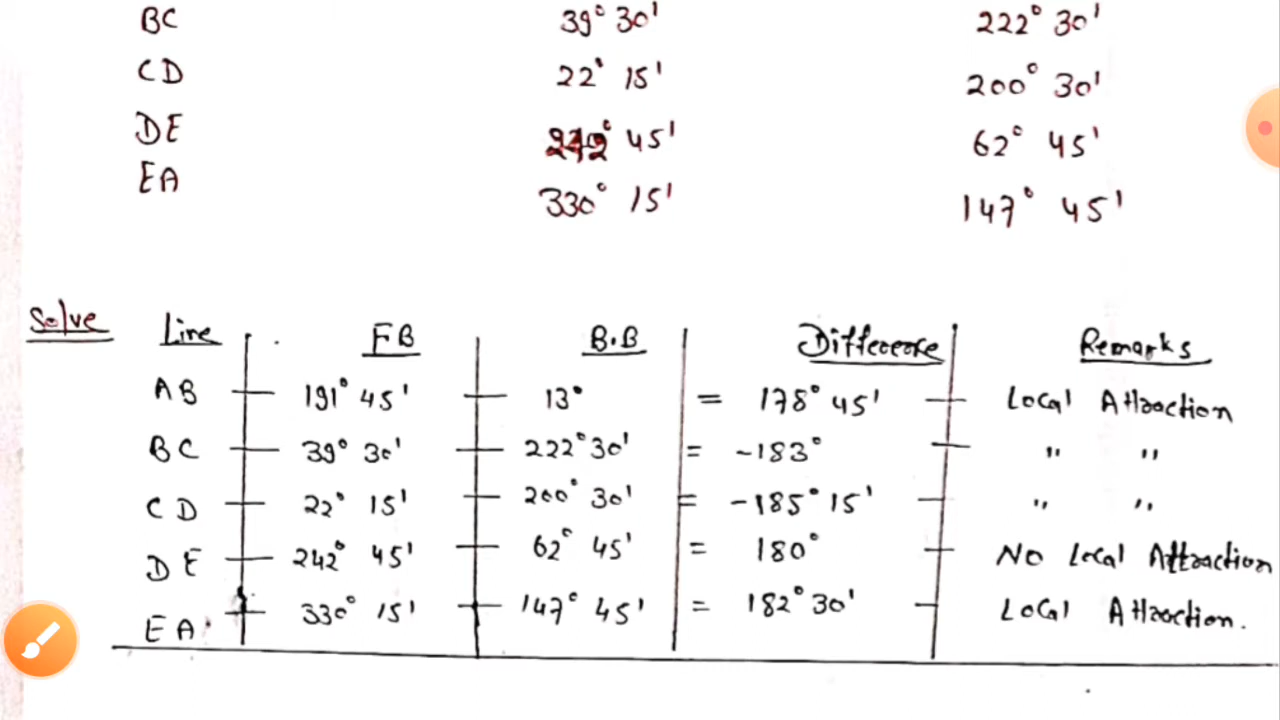 BC 39° 30' 222° 30'
CD 22° 15' 200° 30'
DE 242° 45' 62° 45'
EA 330° 15' 147° 45'
Solve Line FB B.B Difference Remarks
AB 191° 45' 13° = 178° 45' Local Attraction
BC 39° 30' 222° 30' = -183° " "
CD 22° 15' 200° 30' = -185° 15' " "
DE 242° 45' 62° 45' = 180° No Local Attraction
EA 330° 15' 147° 45' = 182° 30' Local Attraction.